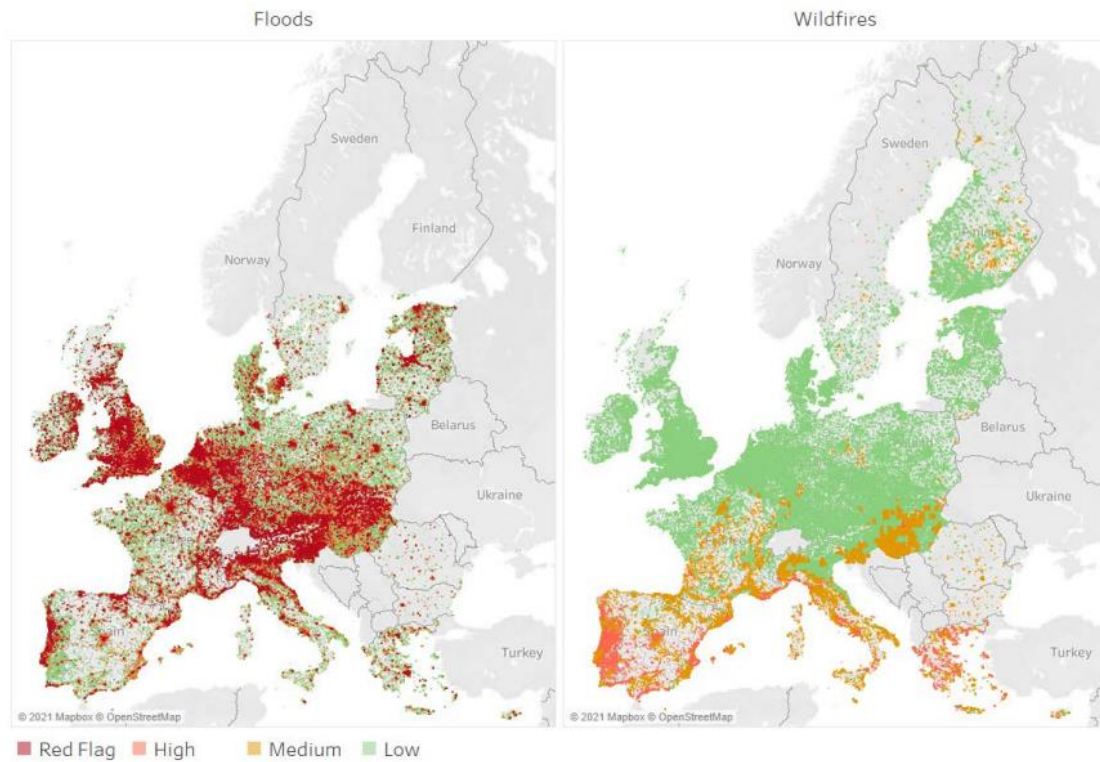 Floods
Wildfires
Sweden
Finland
Norway
Belarus
Ukraine
Turkey
© 2021 Mapbox © OpenStreetMap
Sweden
Norway
Belarus
Ukraine
Turkey
© 2021 Mapbox © OpenStreetMap
Red Flag High Medium Low